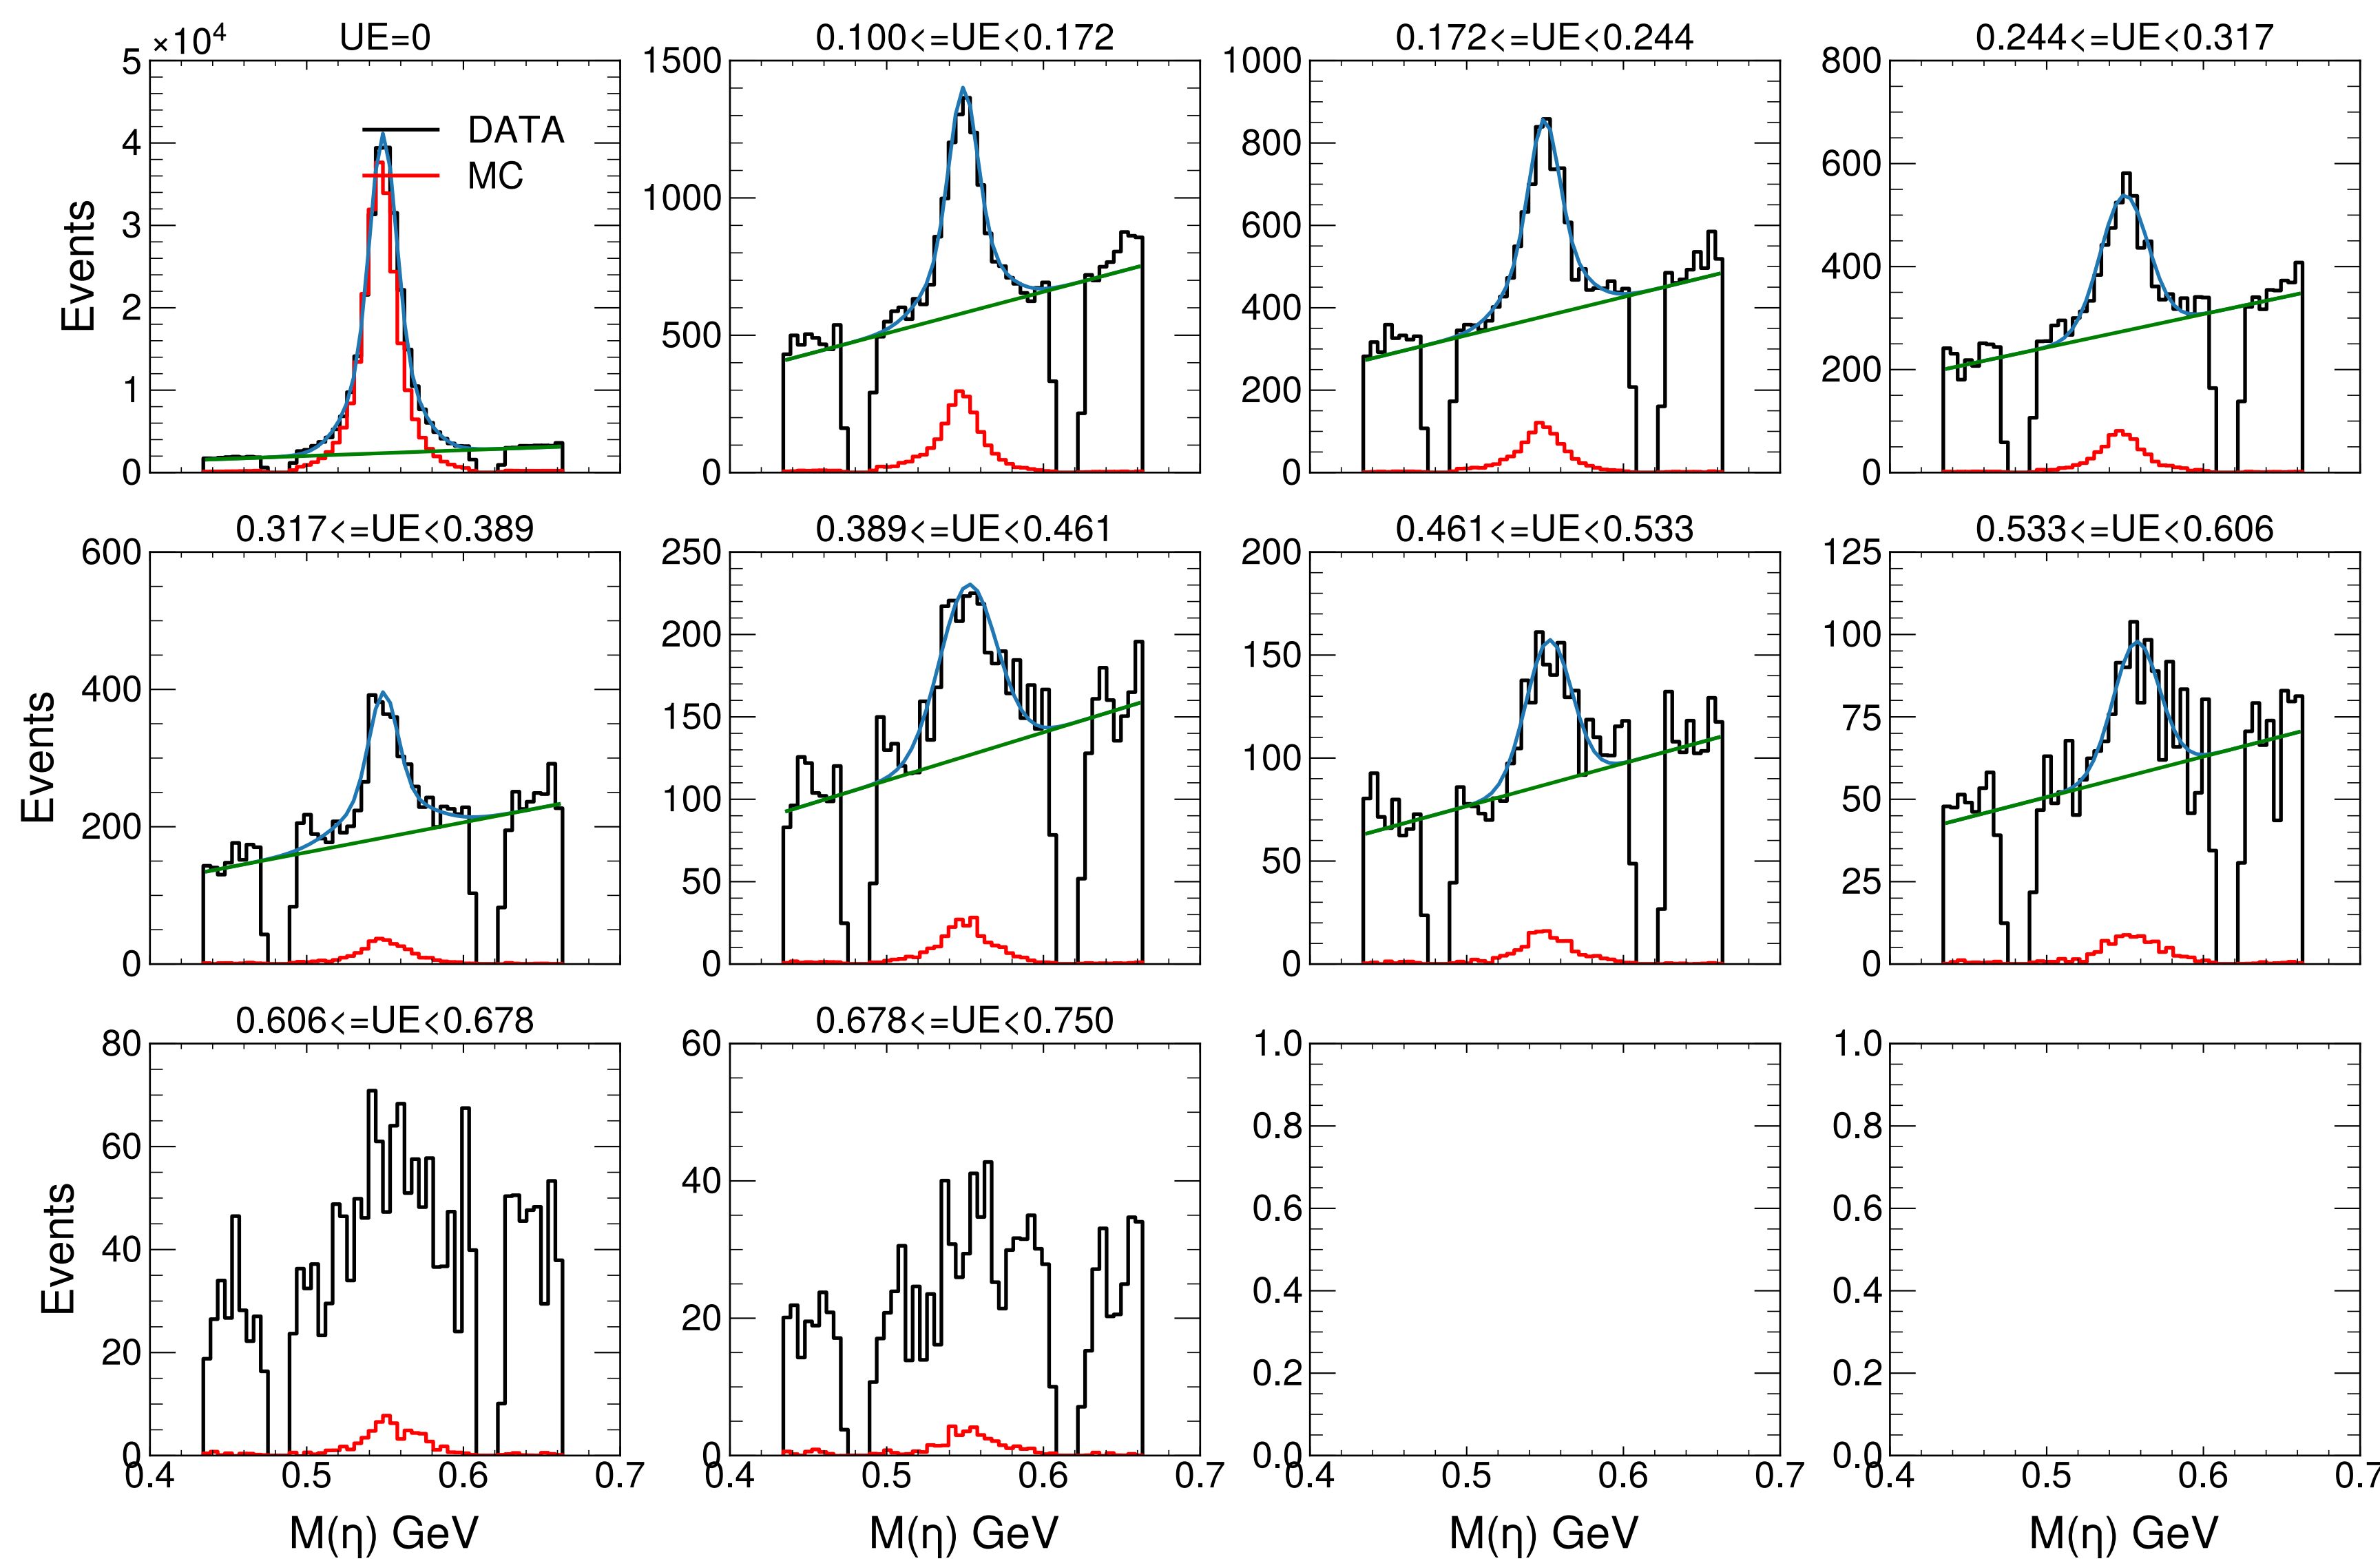 ×10⁴
UE=0
0.100<=UE<0.172
0.172<=UE<0.244
0.244<=UE<0.317
5
4
3
2
1
0
Events
DATA
MC
1500
1000
500
0
1000
800
600
400
200
0
800
600
400
200
0
0.317<=UE<0.389
0.389<=UE<0.461
0.461<=UE<0.533
0.533<=UE<0.606
600
400
200
0
Events
250
200
150
100
50
0
200
150
100
50
0
125
100
75
50
25
0
0.606<=UE<0.678
0.678<=UE<0.750
80
60
40
20
0
Events
60
40
20
0
1.0
0.8
0.6
0.4
0.2
0.0
1.0
0.8
0.6
0.4
0.2
0.0
0.4 0.5 0.6 0.7
0.4 0.5 0.6 0.7
0.4 0.5 0.6 0.7
0.4 0.5 0.6 0.7
M(η) GeV
M(η) GeV
M(η) GeV
M(η) GeV